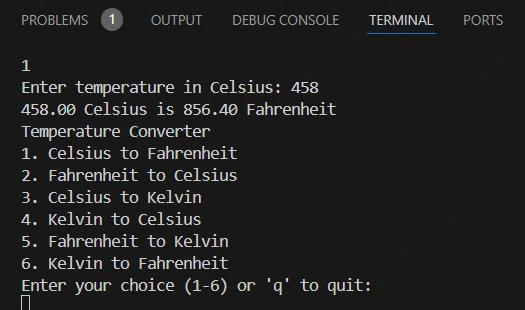 PROBLEMS 1 OUTPUT DEBUG CONSOLE TERMINAL PORTS
1
Enter temperature in Celsius: 458
458.00 Celsius is 856.40 Fahrenheit
Temperature Converter
1. Celsius to Fahrenheit
2. Fahrenheit to Celsius
3. Celsius to Kelvin
4. Kelvin to Celsius
5. Fahrenheit to Kelvin
6. Kelvin to Fahrenheit
Enter your choice (1-6) or 'q' to quit: